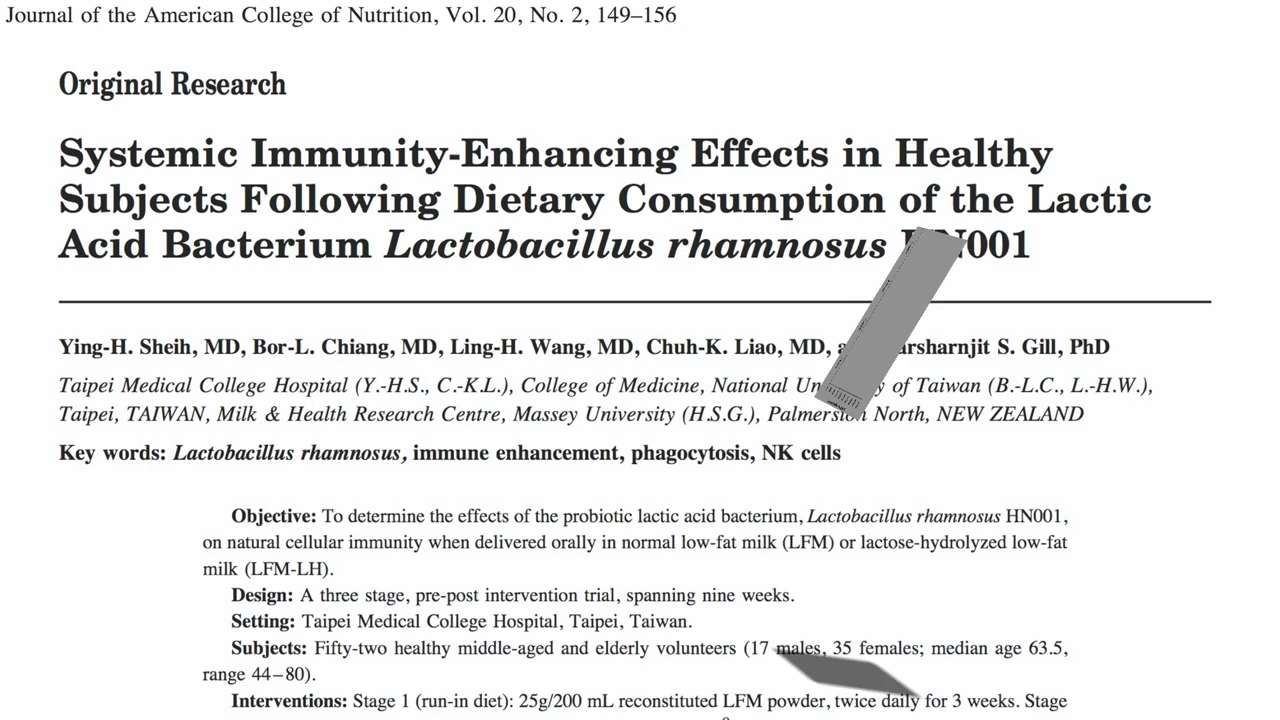 Journal of the American College of Nutrition, Vol. 20, No. 2, 149–156
Original Research
Systemic Immunity-Enhancing Effects in Healthy
Subjects Following Dietary Consumption of the Lactic
Acid Bacterium Lactobacillus rhamnosus
Ying-H. Sheih, MD, Bor-L. Chiang, MD, Ling-H. Wang, MD, Chuh-K. Liao, MD, S. Gill, PhD
Taipei Medical College Hospital (Y.-H.S., C.-K.L.), College of Medicine, National of Taiwan (B.-L.C., L.-H.W.),
Taipei, TAIWAN, Milk & Health Research Centre, Massey University (H.S.G.), North, NEW ZEALAND
Key words: Lactobacillus rhamnosus, immune enhancement, phagocytosis, NK cells
Objective: To determine the effects of the probiotic lactic acid bacterium, Lactobacillus rhamnosus HN001,
on natural cellular immunity when delivered orally in normal low-fat milk (LFM) or lactose-hydrolyzed low-fat
milk (LFM-LH).
Design: A three stage, pre-post intervention trial, spanning nine weeks.
Setting: Taipei Medical College Hospital, Taipei, Taiwan.
Subjects: Fifty-two healthy middle-aged and elderly volunteers (17 males, 35 females; median age 63.5,
range 44–80).
Interventions: Stage 1 (run-in diet): 25g/200 mL reconstituted LFM powder, twice daily for 3 weeks. Stage